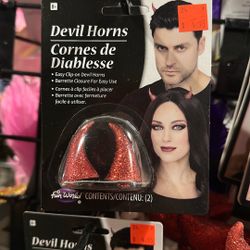 Devil Horns
Cornes de
Diablesse
• Easy Clip-on Devil Horns
Barrette Closure For Easy Use
• Cornes à clip faciles à placer
Barrette avec fermeture
facile à utiliser.
Fun World
CONTENTS/CONTENU: (2)
Devil Horns